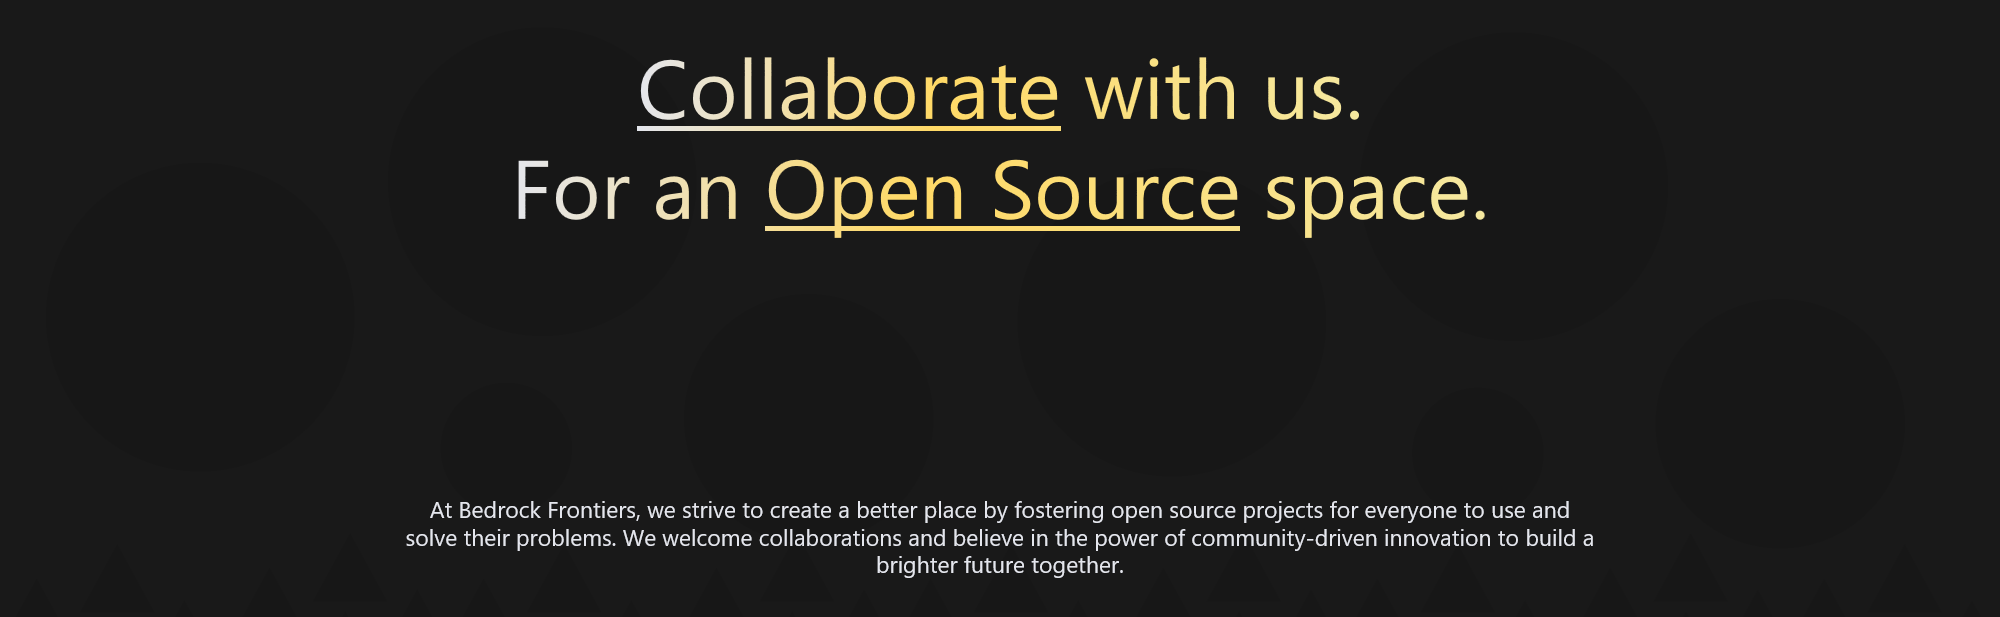 Collaborate with us.
For an Open Source space.
At Bedrock Frontiers, we strive to create a better place by fostering open source projects for everyone to use and
solve their problems. We welcome collaborations and believe in the power of community-driven innovation to build a
brighter future together.